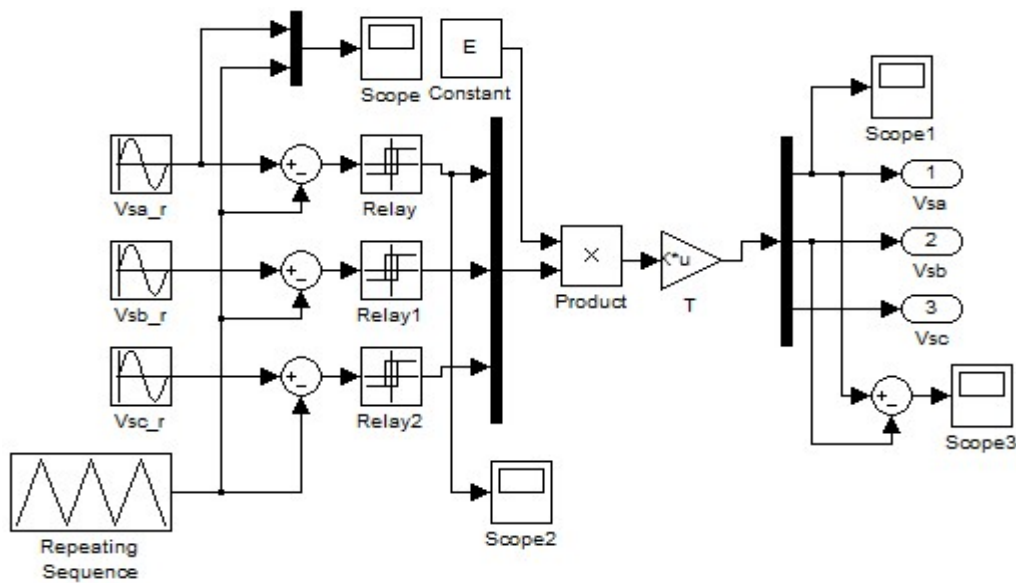 E
Constant
Scope
Scope1
Vsa_r
Relay
1
Vsa
Vsb_r
Relay1
×
Product
K*u
T
2
Vsb
3
Vsc
Vsc_r
Relay2
Scope3
Scope2
Repeating
Sequence